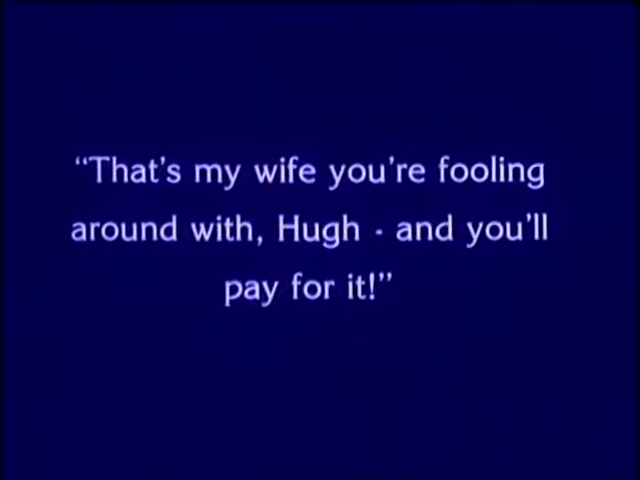 “That’s my wife you’re fooling
around with, Hugh - and you’ll
pay for it!”